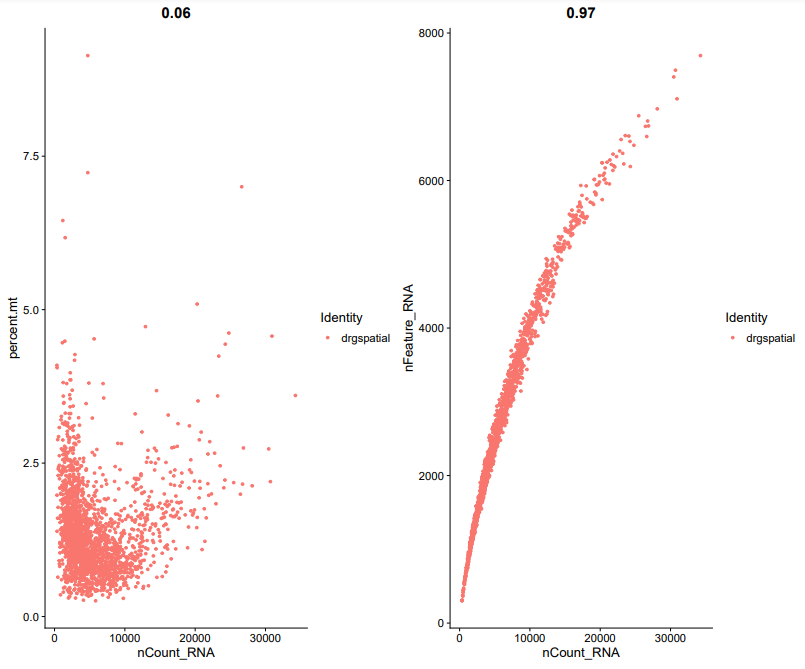 0.06
percent.mt
7.5
5.0
2.5
0.0
0
10000
20000
30000
nCount_RNA
Identity
drgspatial
0.97
nFeature_RNA
8000
6000
4000
2000
0
0
10000
20000
30000
nCount_RNA
Identity
drgspatial